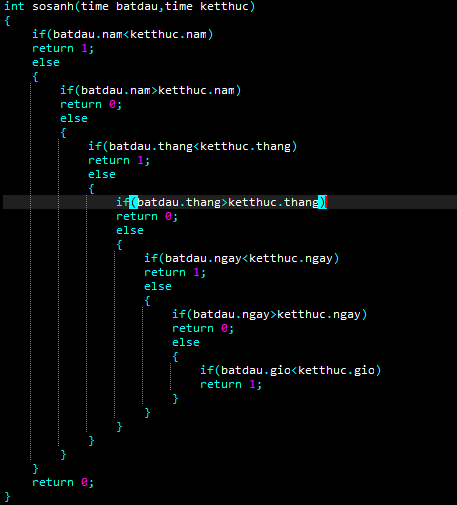 int sosanh(time batdau,time ketthuc)
{
    if(batdau.nam<ketthuc.nam)
    return 1;
    else
    {
        if(batdau.nam>ketthuc.nam)
        return 0;
        else
        {
            if(batdau.thang<ketthuc.thang)
            return 1;
            else
            {
                if(batdau.thang>ketthuc.thang)
                return 0;
                else
                {
                    if(batdau.ngay<ketthuc.ngay)
                    return 1;
                    else
                    {
                        if(batdau.ngay>ketthuc.ngay)
                        return 0;
                        else
                        {
                            if(batdau.gio<ketthuc.gio)
                            return 1;
                        }
                    }
                }
            }
        }
    }
    return 0;
}